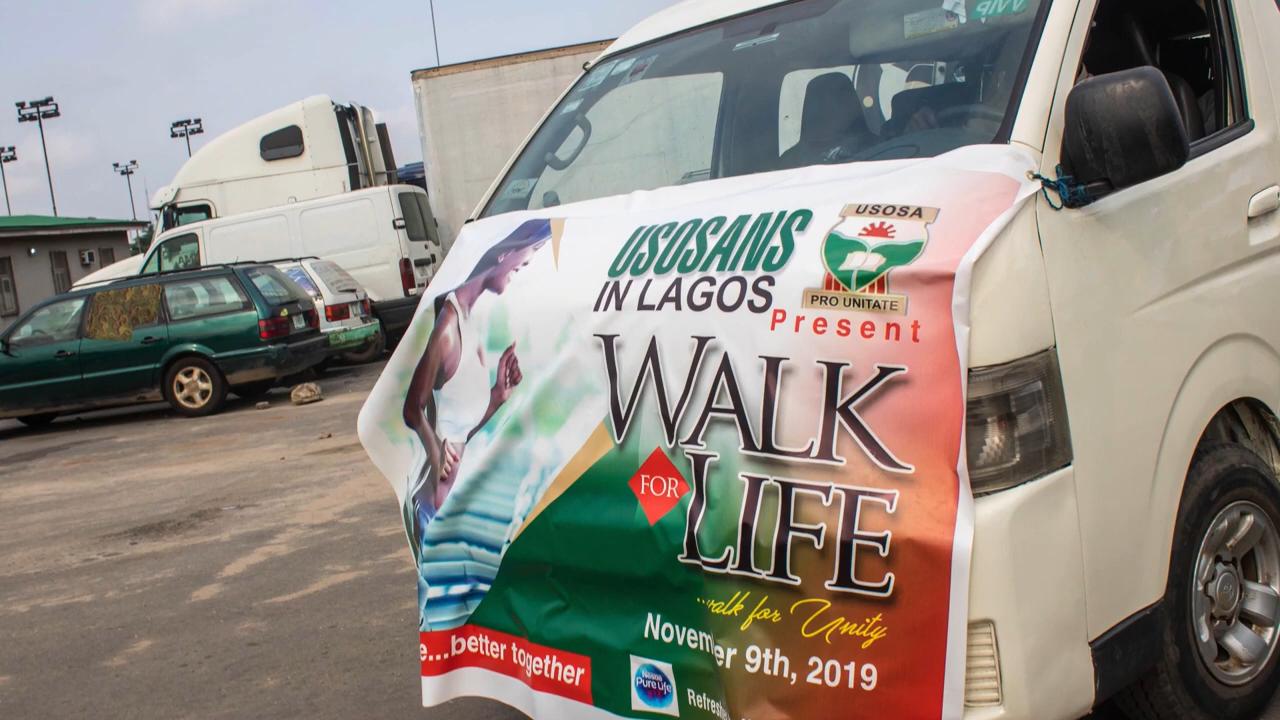 USOSANS
IN LAGOS
USOSA
PRO UNITATE
Present
WALK
FOR
LIFE
...walk for Unity
November 9th, 2019
e...better together
Nestlé
Pure Life